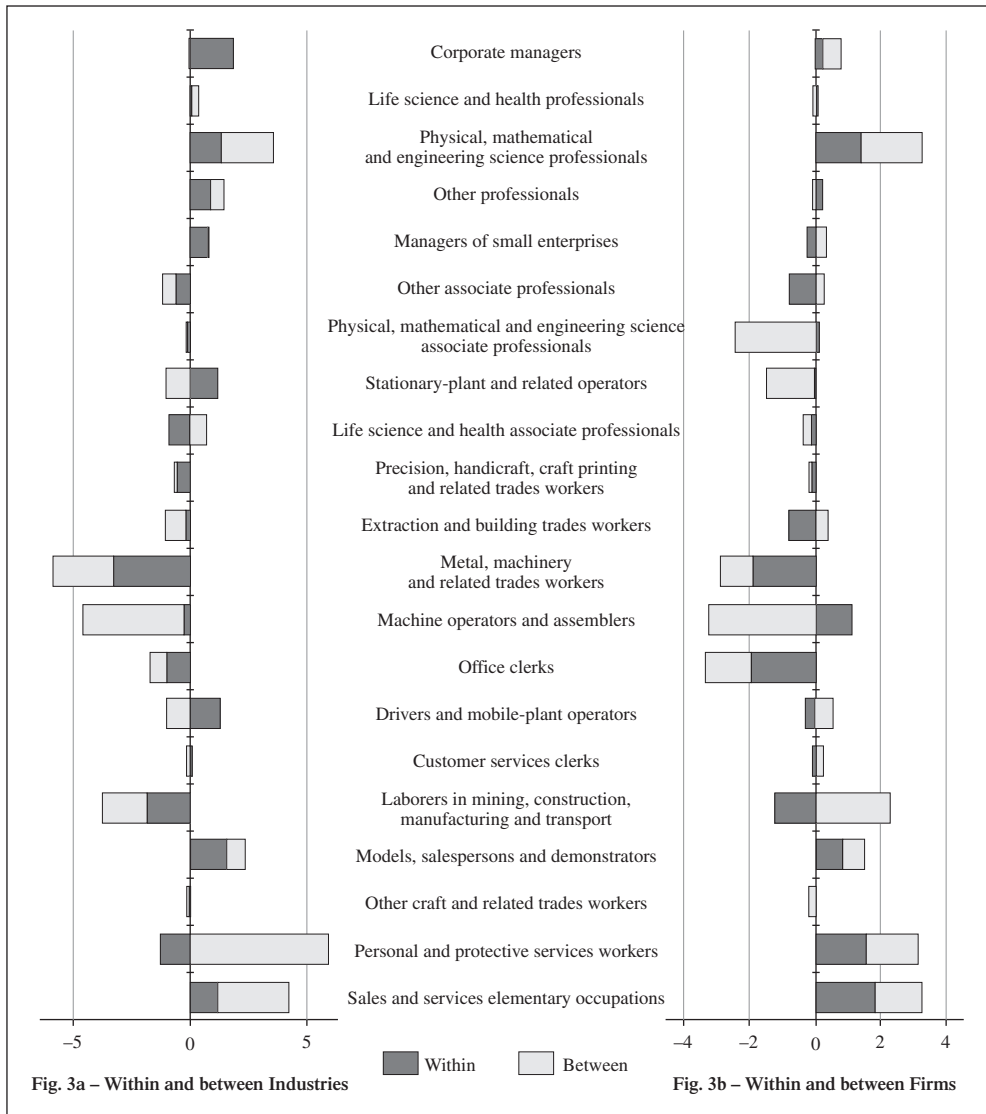 Corporate managers
Life science and health professionals
Physical, mathematical
and engineering science professionals
Other professionals
Managers of small enterprises
Other associate professionals
Physical, mathematical and engineering science
associate professionals
Stationary-plant and related operators
Life science and health associate professionals
Precision, handicraft, craft printing
and related trades workers
Extraction and building trades workers
Metal, machinery
and related trades workers
Machine operators and assemblers
Office clerks
Drivers and mobile-plant operators
Customer services clerks
Laborers in mining, construction,
manufacturing and transport
Models, salespersons and demonstrators
Other craft and related trades workers
Personal and protective services workers
Sales and services elementary occupations
–5 0 5
–4 –2 0 2 4
Within Between
Fig. 3a – Within and between Industries
Fig. 3b – Within and between Firms